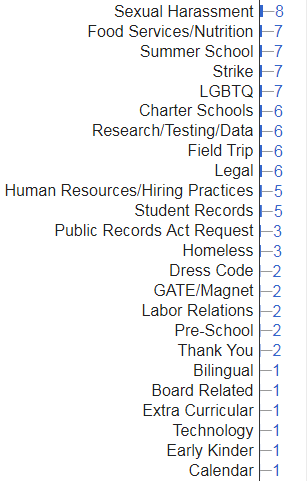 Sexual Harassment 8
Food Services/Nutrition 7
Summer School 7
Strike 7
LGBTQ 7
Charter Schools 6
Research/Testing/Data 6
Field Trip 6
Legal 6
Human Resources/Hiring Practices 5
Student Records 5
Public Records Act Request 3
Homeless 3
Dress Code 2
GATE/Magnet 2
Labor Relations 2
Pre-School 2
Thank You 2
Bilingual 1
Board Related 1
Extra Curricular 1
Technology 1
Early Kinder 1
Calendar 1